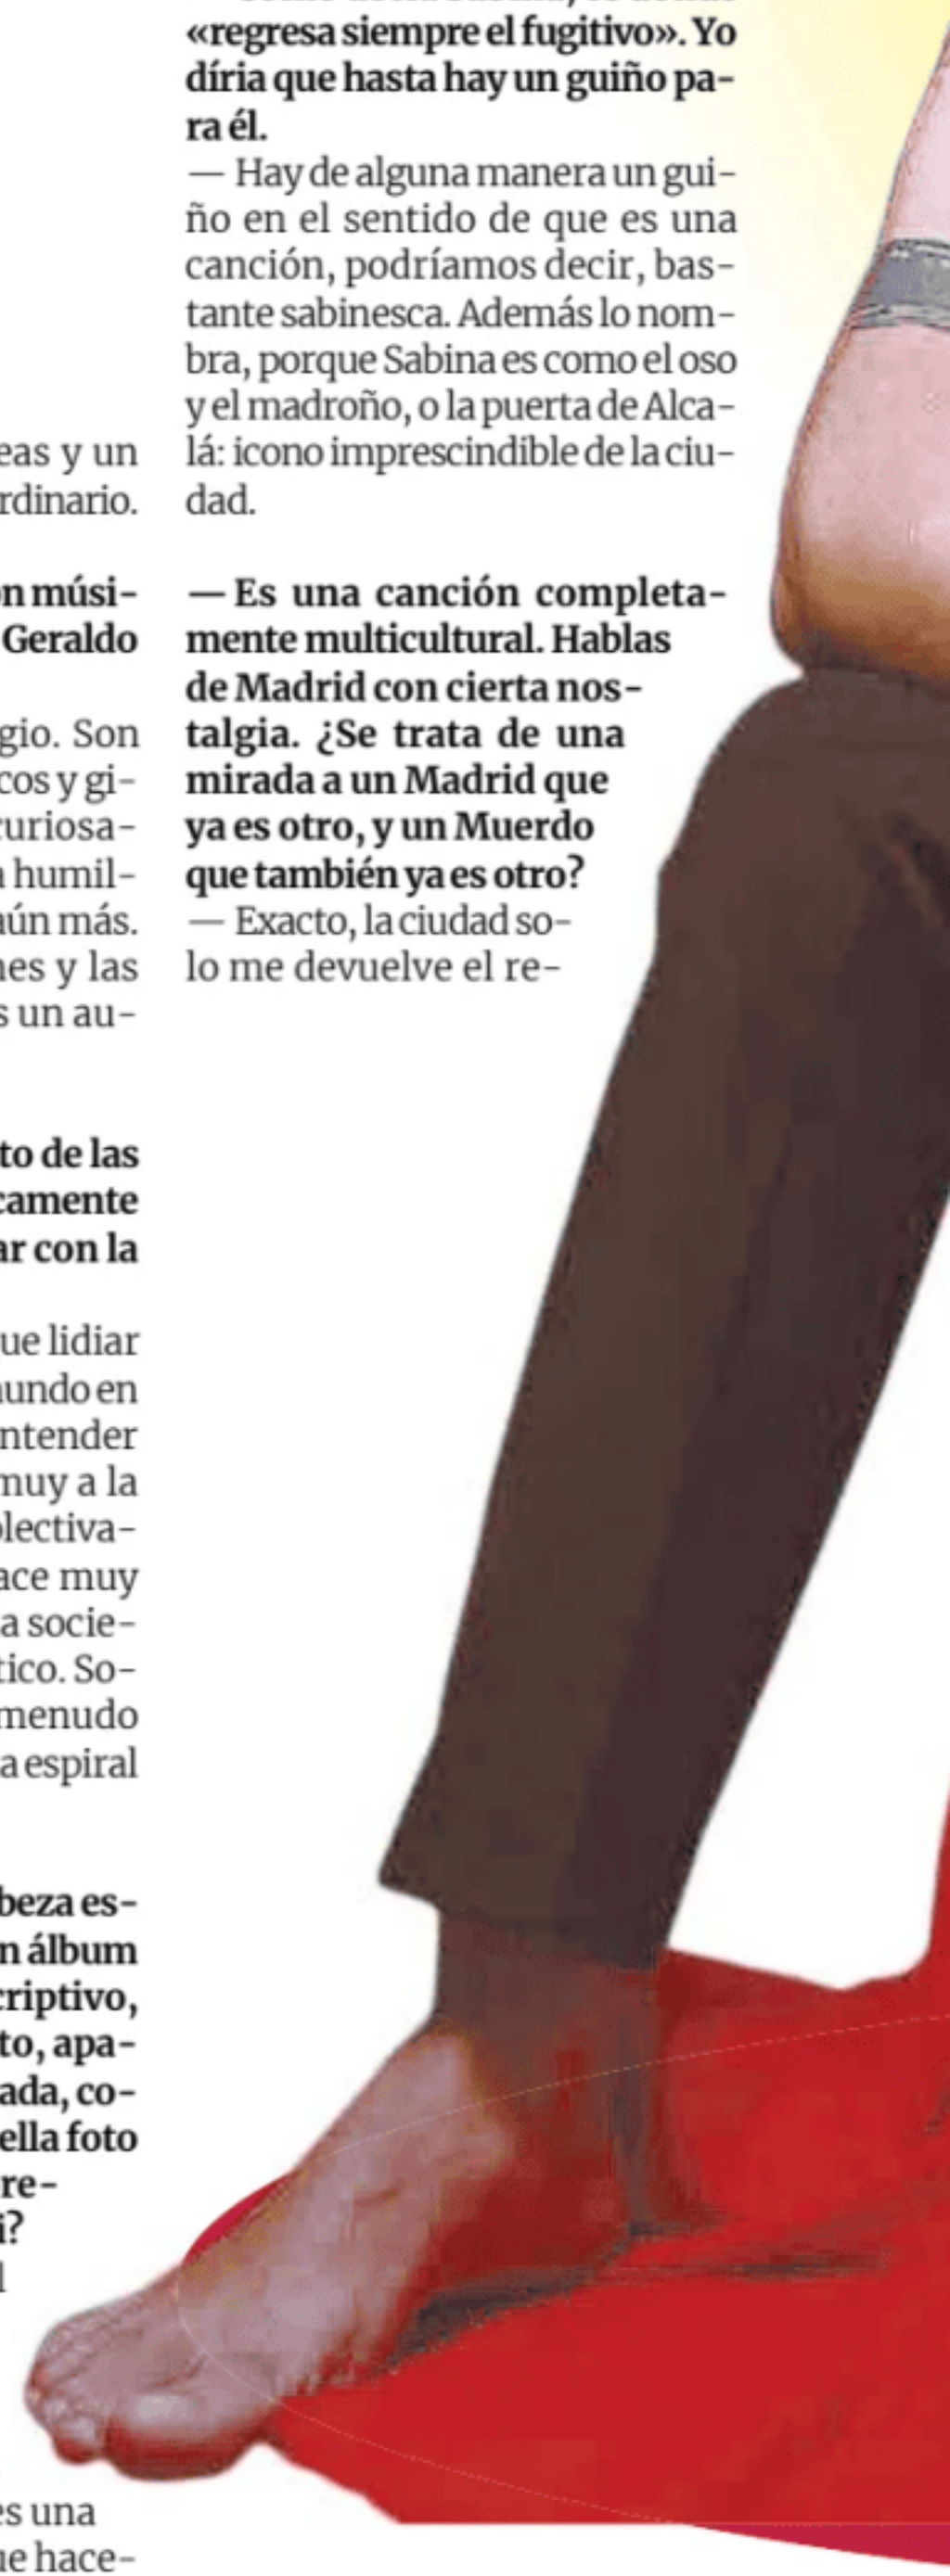 eas y un
rdinario.
on músi-
Geraldo
gio. Son
cos y gi-
curiosa-
a humil-
aún más.
nes y las
s un au-
to de las
camente
ar con la
ue lidiar
mundo en
ntender
muy a la
olectiva-
ace muy
a socie-
tico. So-
menudo
a espiral
beza es-
n álbum
criptivo,
to, apa-
ada, co-
ella foto
re-
i?
l
es una
ue hace-
«regresa siempre el fugitivo». Yo
díria que hasta hay un guiño pa-
ra él.
— Hay de alguna manera un gui-
ño en el sentido de que es una
canción, podríamos decir, bas-
tante sabinesca. Además lo nom-
bra, porque Sabina es como el oso
y el madroño, o la puerta de Alca-
lá: icono imprescindible de la ciu-
dad.
— Es una canción completa-
mente multicultural. Hablas
de Madrid con cierta nos-
talgia. ¿Se trata de una
mirada a un Madrid que
ya es otro, y un Muerdo
que también ya es otro?
— Exacto, la ciudad so-
lo me devuelve el re-